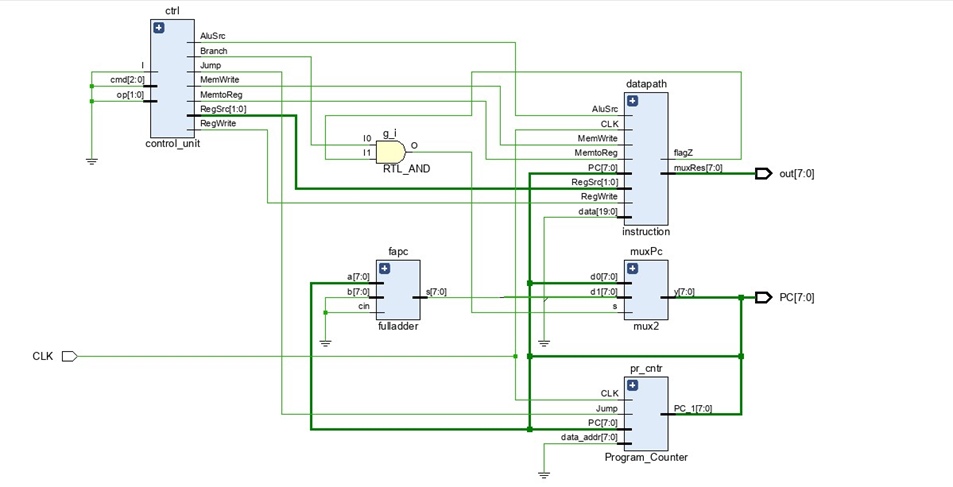 ctrl
AluSrc
Branch
Jump
MemWrite
MemtoReg
RegSrc[1:0]
RegWrite
I
cmd[2:0]
op[1:0]
control_unit
g_i
I0
I1
O
RTL_AND
datapath
AluSrc
CLK
MemWrite
MemtoReg
PC[7:0]
RegSrc[1:0]
RegWrite
data[19:0]
flagZ
muxRes[7:0]
out[7:0]
instruction
fapc
a[7:0]
b[7:0]
cin
s[7:0]
fulladder
muxPc
d0[7:0]
d1[7:0]
s
y[7:0]
PC[7:0]
mux2
CLK
pr_cntr
CLK
Jump
PC[7:0]
data_addr[7:0]
PC_1[7:0]
Program_Counter